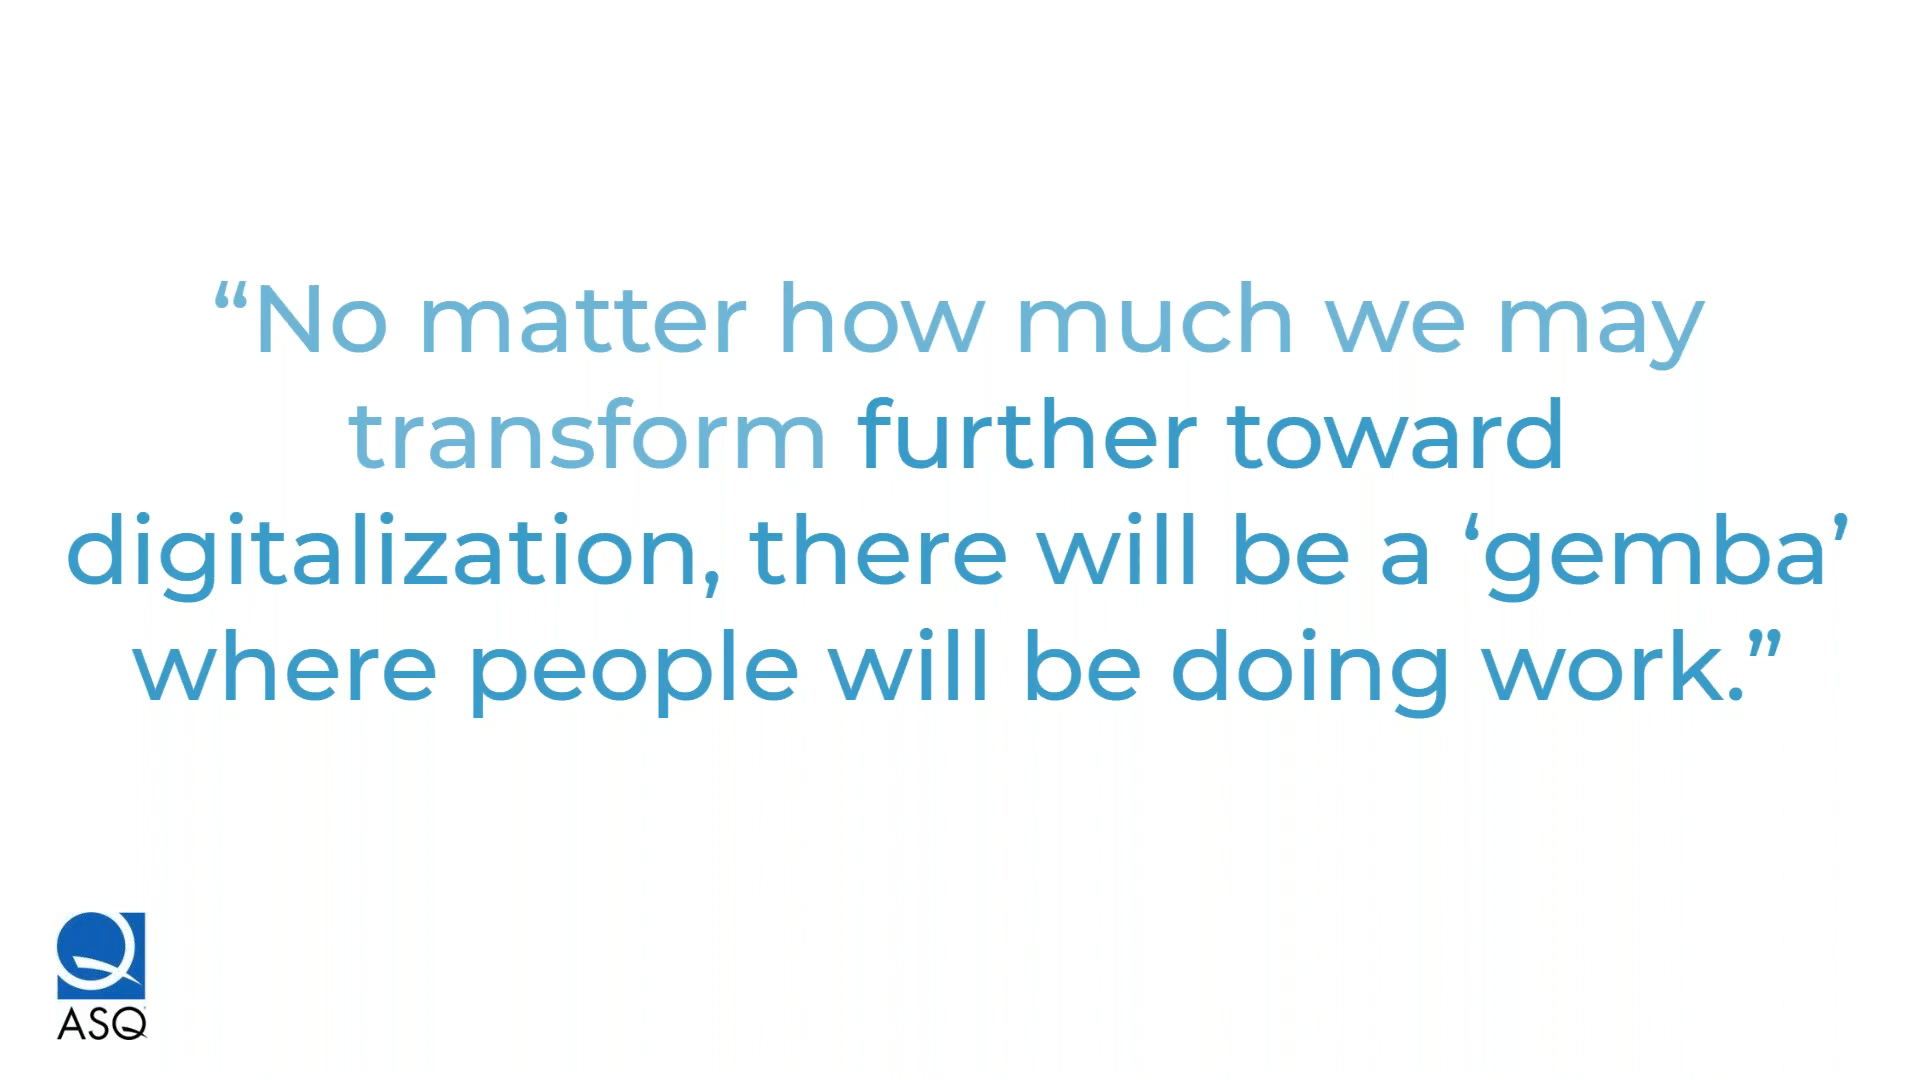 “No matter how much we may
transform further toward
digitalization, there will be a ‘gemba’
where people will be doing work.”
ASQ